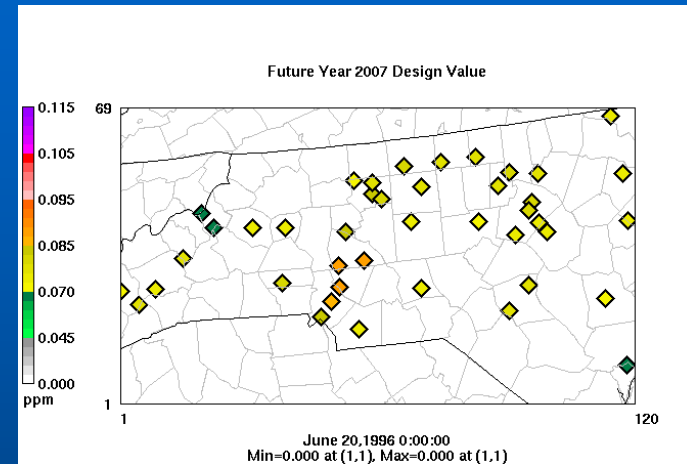 Future Year 2007 Design Value
0.115
0.105
0.095
0.085
0.070
0.045
0.000
ppm
69
1
1
120
June 20,1996 0:00:00
Min=0.000 at (1,1), Max=0.000 at (1,1)